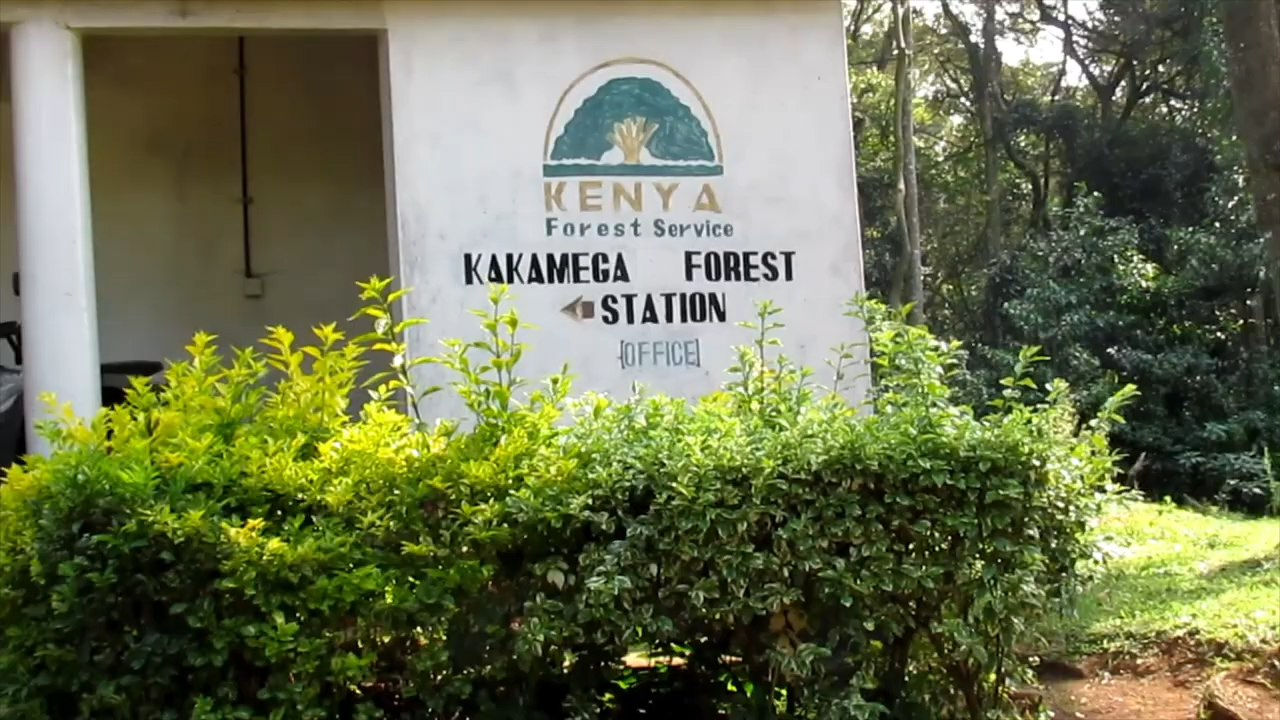 KENYA
Forest Service
KAKAMEGA FOREST
STATION
[OFFICE]